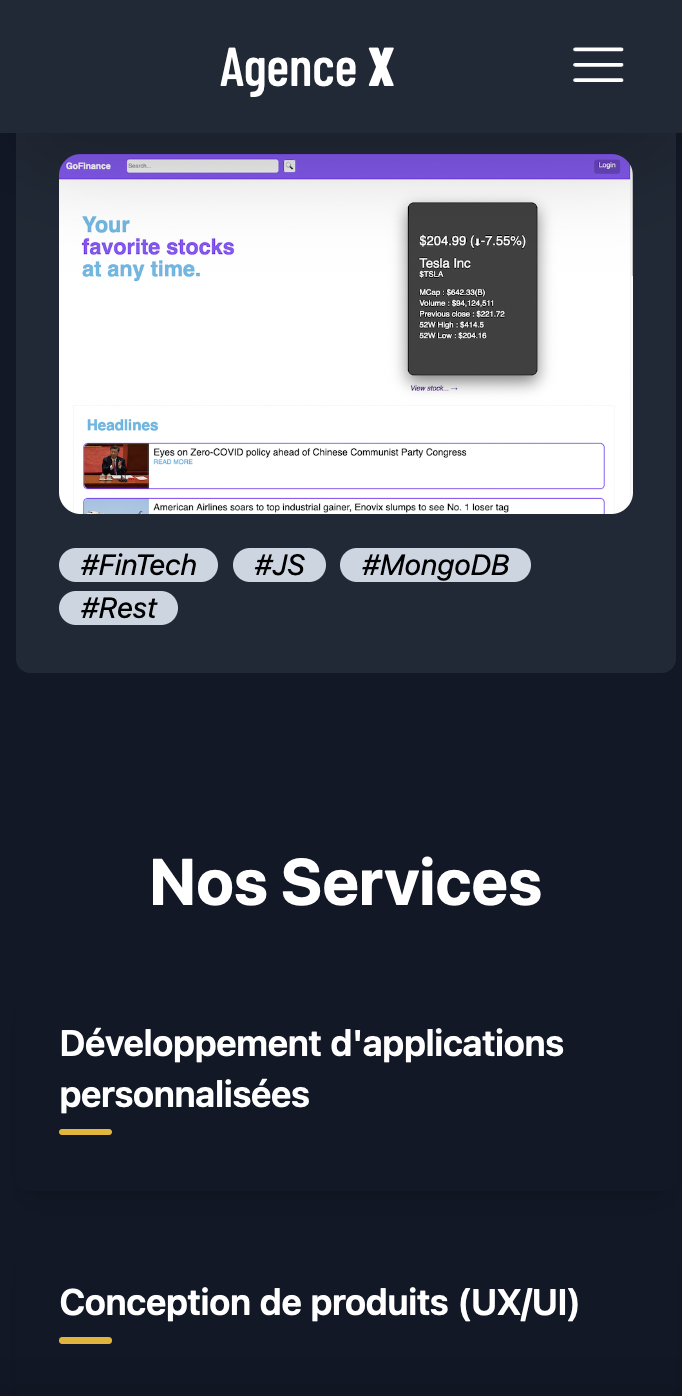 Agence X
GoFinance
Search...
Login
Your
favorite stocks
at any time.
$204.99 (⬇-7.55%)
Tesla Inc
$TSLA
MCap : $642.33(B)
Volume : $94,124,511
Previous close : $221.72
52W High : $414.5
52W Low : $204.16
View stock... →
Headlines
Eyes on Zero-COVID policy ahead of Chinese Communist Party Congress
READ MORE
American Airlines soars to top industrial gainer, Enovix slumps to see No. 1 loser tag
#FinTech #JS #MongoDB
#Rest
Nos Services
Développement d'applications
personnalisées
Conception de produits (UX/UI)